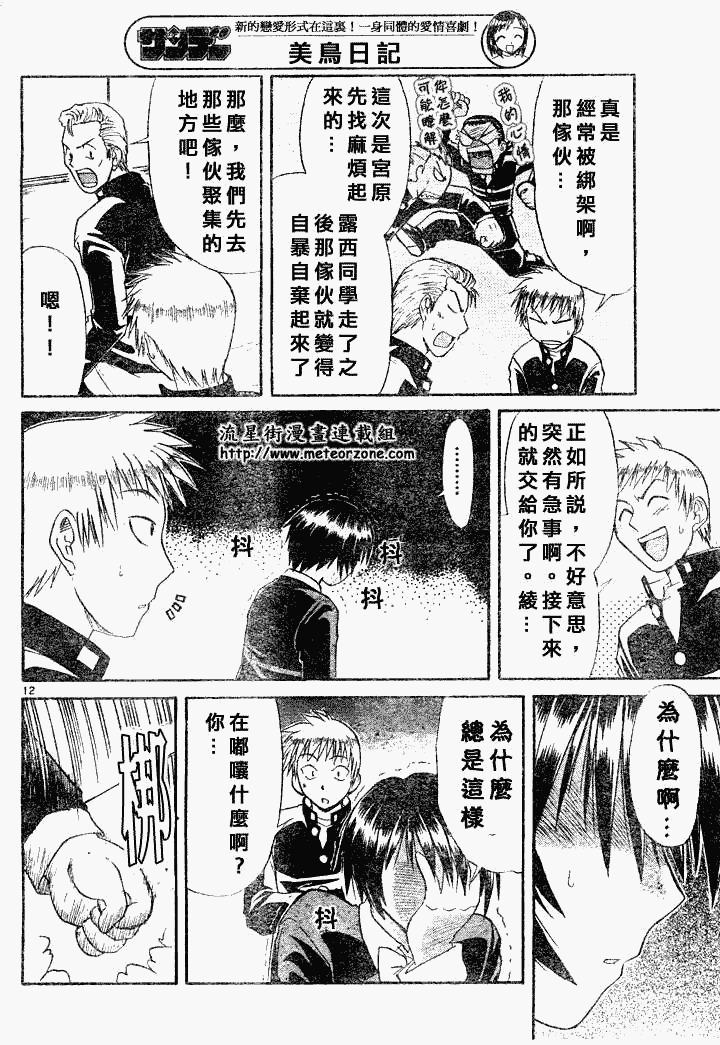 サンデー
新的戀愛形式在這裏！一身同體的愛情喜劇！
美鳥日記
真是
經常被綁架啊，
那傢伙…
我的心情
你怎麼
可能瞭解
這次是宮原
先找麻煩起
來的…
露西同學走了之
後那傢伙就變得
自暴自棄起來了
那麼，我們先去
那些傢伙聚集的
地方吧！
嗯！！
正如所説，不好意思，
突然有急事啊。接下來
的就交給你了。綾…
………
流星街漫畫連載組
http://www.meteorzone.com
抖
抖
抖
12
為什麼啊…
為什麼
總是這樣
在嘟嚷什麼啊？
你…
抖
梆